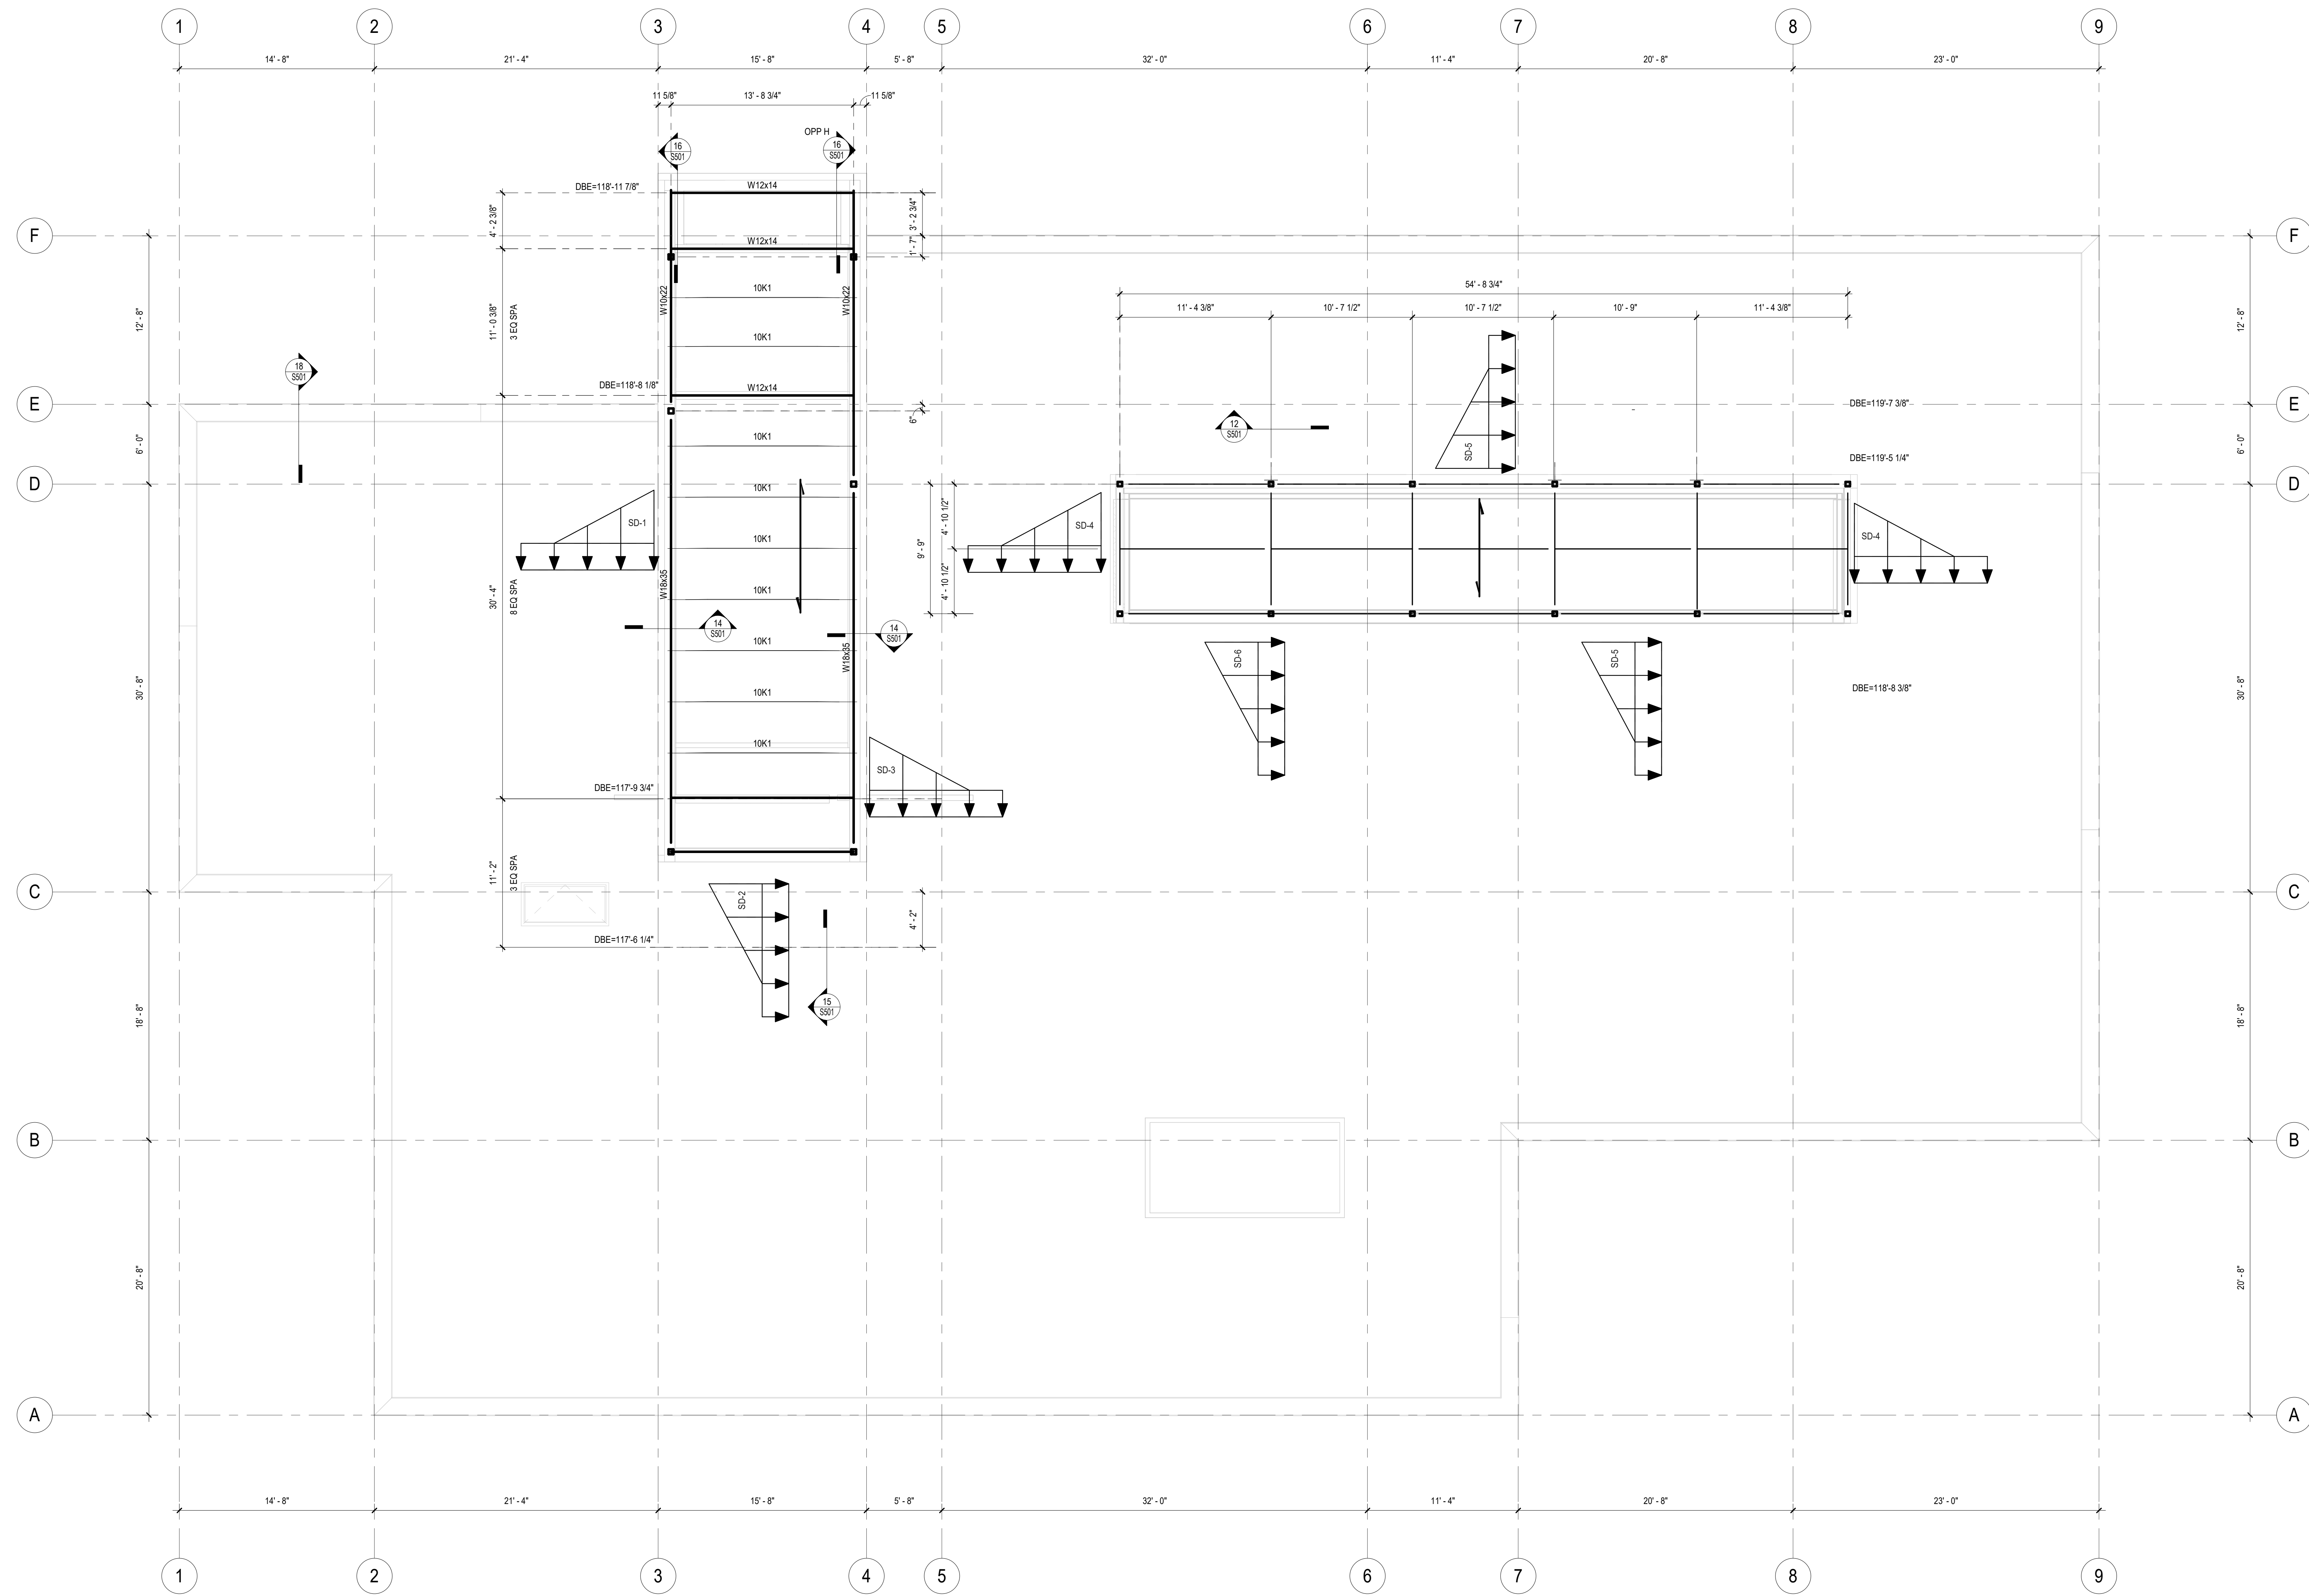 1 2 3 4 5 6 7 8 9
14' - 8" 21' - 4" 15' - 8" 5' - 8" 32' - 0" 11' - 4" 20' - 8" 23' - 0"
11 5/8" 13' - 8 3/4" 11 5/8"
OPP H
16
S501
16
S501
DBE=118'-11 7/8"
W12x14
4' - 2 3/8"
3' - 2 3/4"
F
F
W12x14
1' - 7"
54' - 8 3/4"
10K1
W10x22
W10x22
11' - 4 3/8" 10' - 7 1/2" 10' - 7 1/2" 10' - 9" 11' - 4 3/8"
12' - 8"
11' - 0 3/8"
3 EQ SPA
12' - 8"
10K1
18
S501
DBE=118'-8 1/8"
W12x14
E
DBE=119'-7 3/8"
E
6"
12
S501
10K1
6' - 0"
SD-5
6' - 0"
DBE=119'-5 1/4"
D
D
10K1
SD-1
4' - 10 1/2"
SD-4
SD-4
10K1
9' - 9"
W18x35
30' - 4"
8 EQ SPA
10K1
4' - 10 1/2"
14
S501
14
S501
10K1
W18x35
SD-6
SD-5
30' - 8"
10K1
DBE=118'-8 3/8"
30' - 8"
10K1
SD-3
DBE=117'-9 3/4"
11' - 2"
3 EQ SPA
C
SD-2
C
4' - 2"
DBE=117'-6 1/4"
15
S501
18' - 8"
18' - 8"
B
B
20' - 8"
20' - 8"
A
A
14' - 8" 21' - 4" 15' - 8" 5' - 8" 32' - 0" 11' - 4" 20' - 8" 23' - 0"
1 2 3 4 5 6 7 8 9